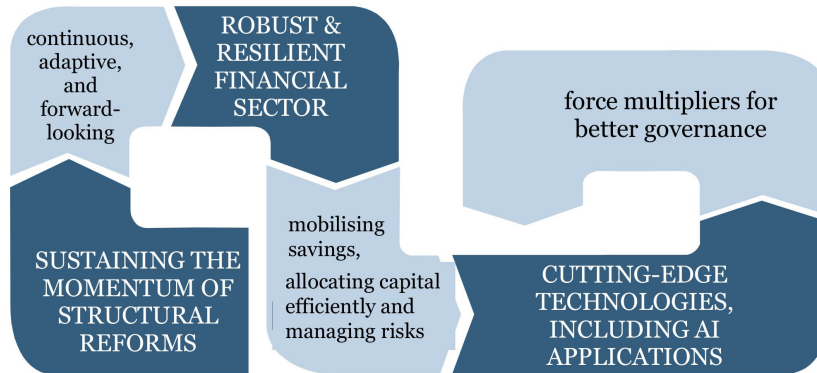 continuous,
adaptive,
and
forward-
looking
ROBUST &
RESILIENT
FINANCIAL
SECTOR
force multipliers for
better governance
SUSTAINING THE
MOMENTUM OF
STRUCTURAL
REFORMS
mobilising
savings,
allocating capital
efficiently and
managing risks
CUTTING-EDGE
TECHNOLOGIES,
INCLUDING AI
APPLICATIONS